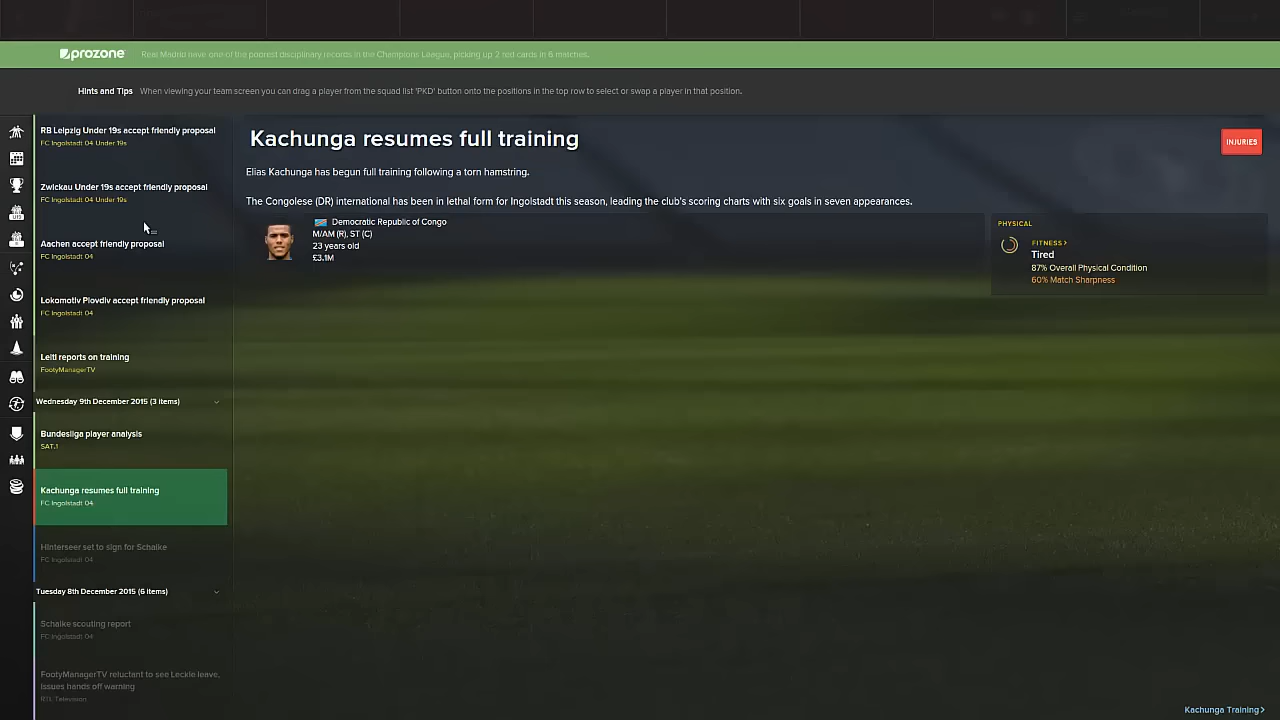 prozone
Real Madrid have one of the poorest disciplinary records in the Champions League, picking up 2 red cards in 6 matches.
Hints and Tips
When viewing your team screen you can drag a player from the squad list 'PKD' button onto the positions in the top row to select or swap a player in that position.
RB Leipzig Under 19s accept friendly proposal
FC Ingolstadt 04 Under 19s
Zwickau Under 19s accept friendly proposal
FC Ingolstadt 04 Under 19s
Aachen accept friendly proposal
FC Ingolstadt 04
Lokomotiv Plovdiv accept friendly proposal
FC Ingolstadt 04
Leitl reports on training
FootyManagerTV
Wednesday 9th December 2015 (3 items)
Bundesliga player analysis
SAT.1
Kachunga resumes full training
FC Ingolstadt 04
Hinterseer set to sign for Schalke
FC Ingolstadt 04
Tuesday 8th December 2015 (6 items)
Schalke scouting report
FC Ingolstadt 04
FootyManagerTV reluctant to see Leckie leave,
issues hands off warning
RTL Television
Kachunga resumes full training
INJURIES
Elias Kachunga has begun full training following a torn hamstring.
The Congolese (DR) international has been in lethal form for Ingolstadt this season, leading the club's scoring charts with six goals in seven appearances.
Democratic Republic of Congo
M/AM (R), ST (C)
23 years old
£3.1M
PHYSICAL
FITNESS >
Tired
87% Overall Physical Condition
60% Match Sharpness
Kachunga Training >